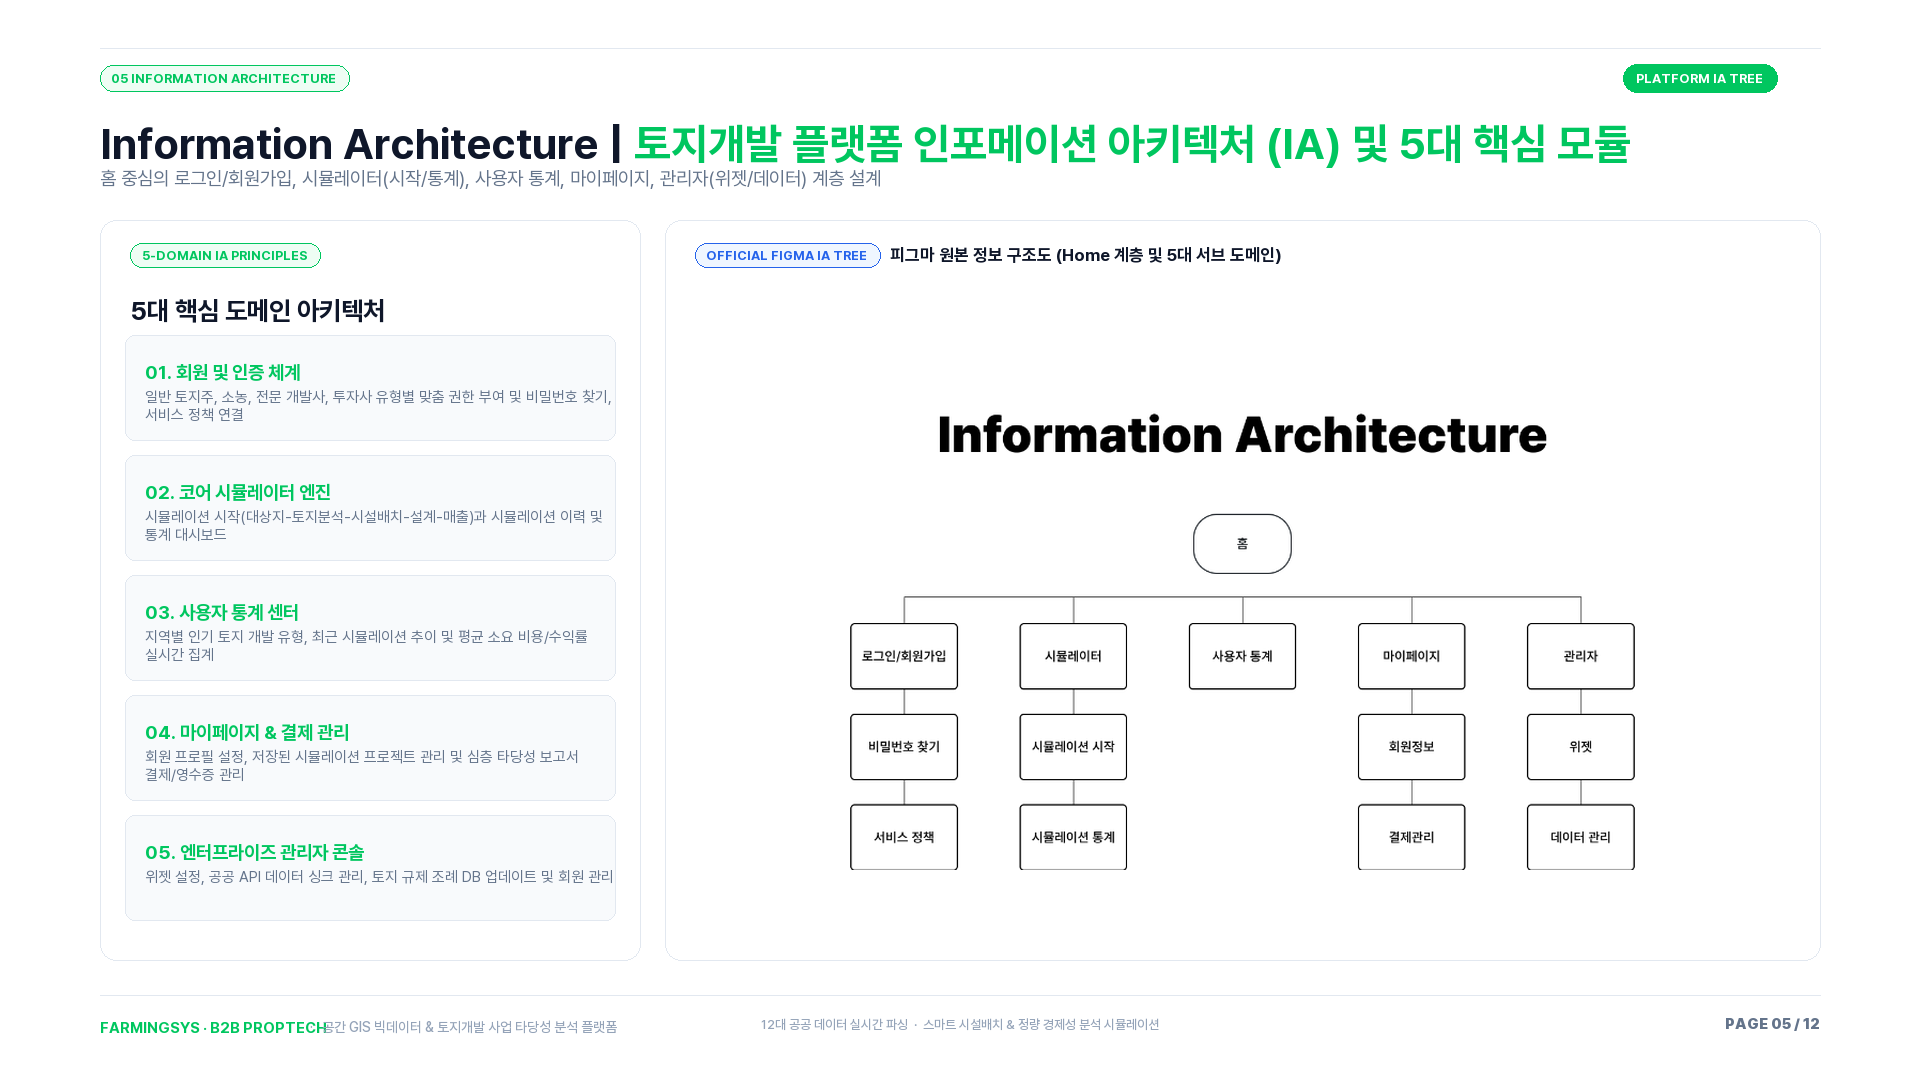 05 INFORMATION ARCHITECTURE
PLATFORM IA TREE
Information Architecture | 토지개발 플랫폼 인포메이션 아키텍처 (IA) 및 5대 핵심 모듈
홈 중심의 로그인/회원가입, 시뮬레이터(시작/통계), 사용자 통계, 마이페이지, 관리자(위젯/데이터) 계층 설계
5-DOMAIN IA PRINCIPLES
5대 핵심 도메인 아키텍처
01. 회원 및 인증 체계
일반 토지주, 소농, 전문 개발사, 투자사 유형별 맞춤 권한 부여 및 비밀번호 찾기,
서비스 정책 연결
02. 코어 시뮬레이터 엔진
시뮬레이션 시작(대상지-토지분석-시설배치-설계-매출)과 시뮬레이션 이력 및
통계 대시보드
03. 사용자 통계 센터
지역별 인기 토지 개발 유형, 최근 시뮬레이션 추이 및 평균 소요 비용/수익률
실시간 집계
04. 마이페이지 & 결제 관리
회원 프로필 설정, 저장된 시뮬레이션 프로젝트 관리 및 심층 타당성 보고서
결제/영수증 관리
05. 엔터프라이즈 관리자 콘솔
위젯 설정, 공공 API 데이터 싱크 관리, 토지 규제 조례 DB 업데이트 및 회원 관리
OFFICIAL FIGMA IA TREE
피그마 원본 정보 구조도 (Home 계층 및 5대 서브 도메인)
Information Architecture
홈
로그인/회원가입
시뮬레이터
사용자 통계
마이페이지
관리자
비밀번호 찾기
시뮬레이션 시작
회원정보
위젯
서비스 정책
시뮬레이션 통계
결제관리
데이터 관리
FARMINGSYS · B2B PROPTECH
공간 GIS 빅데이터 & 토지개발 사업 타당성 분석 플랫폼
12대 공공 데이터 실시간 파싱 · 스마트 시설배치 & 정량 경제성 분석 시뮬레이션
PAGE 05 / 12